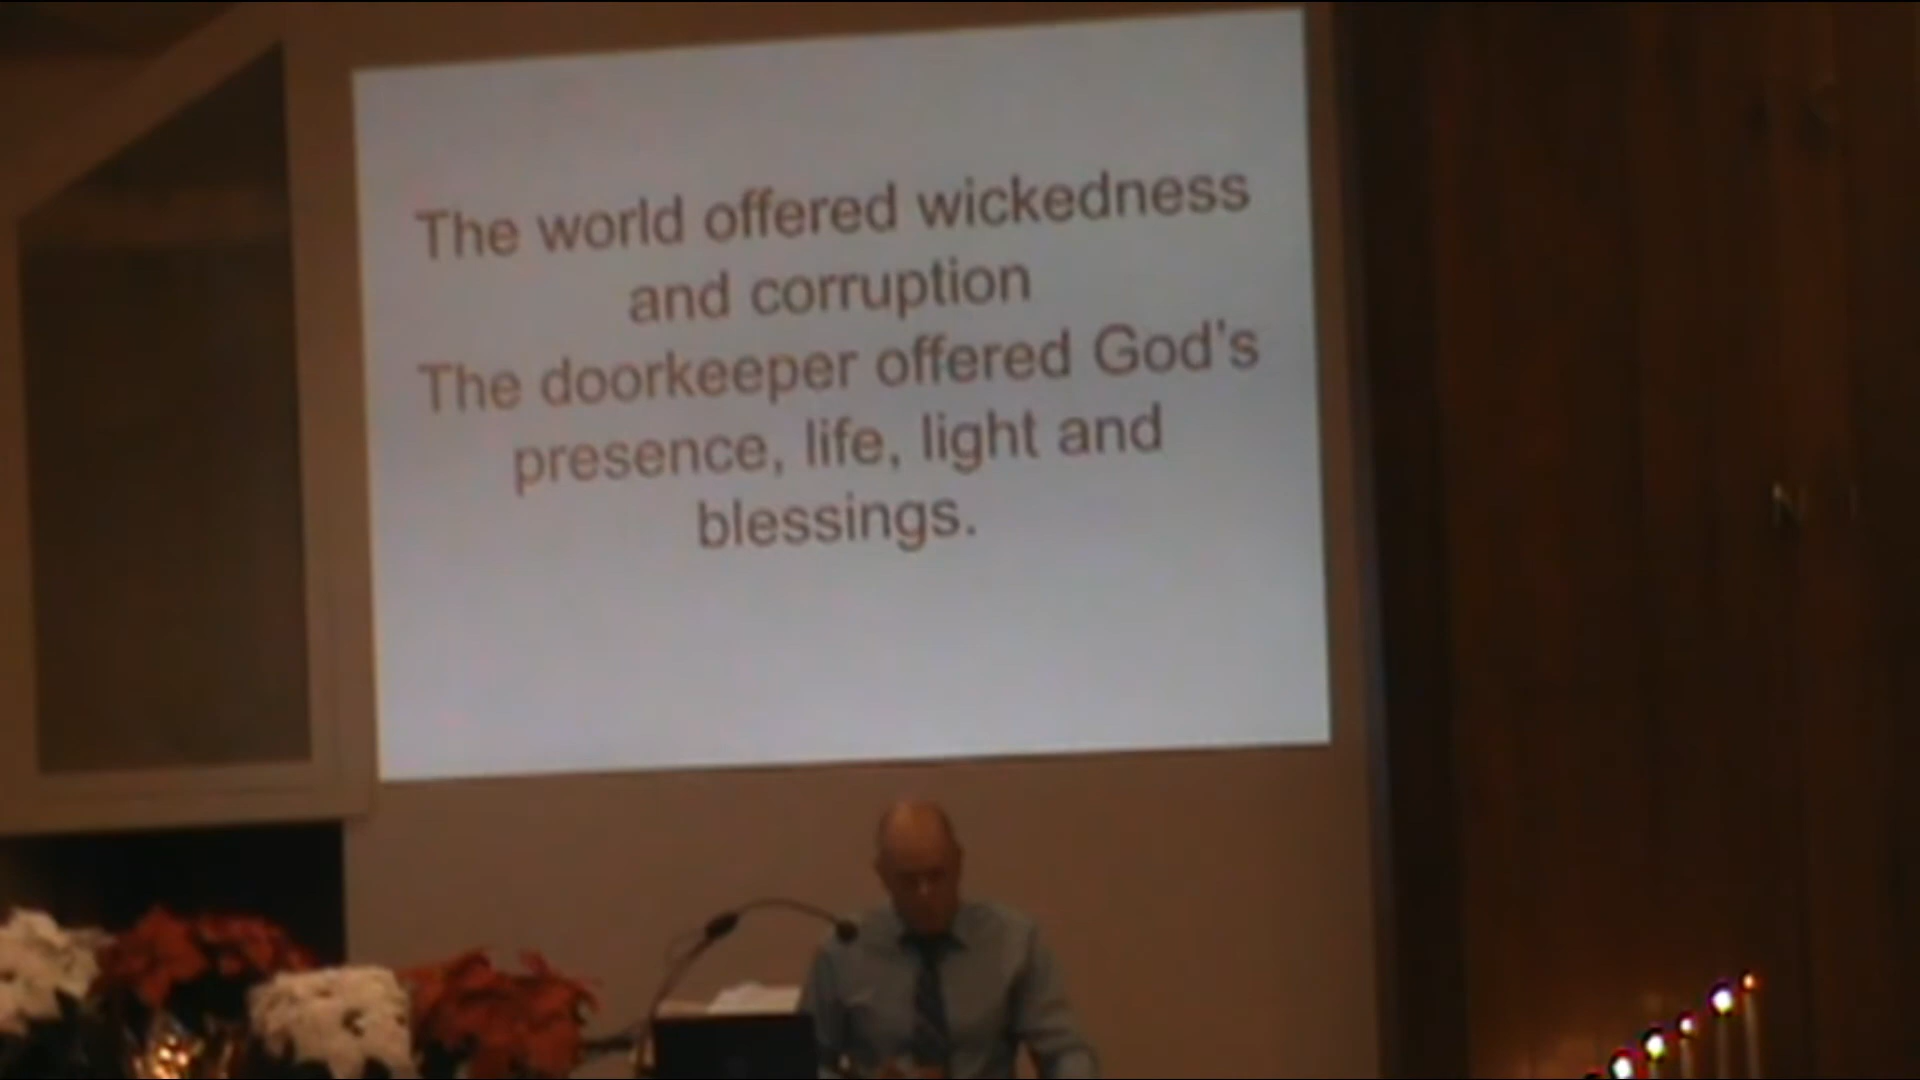 The world offered wickedness
and corruption
The doorkeeper offered God's
presence, life, light and
blessings.